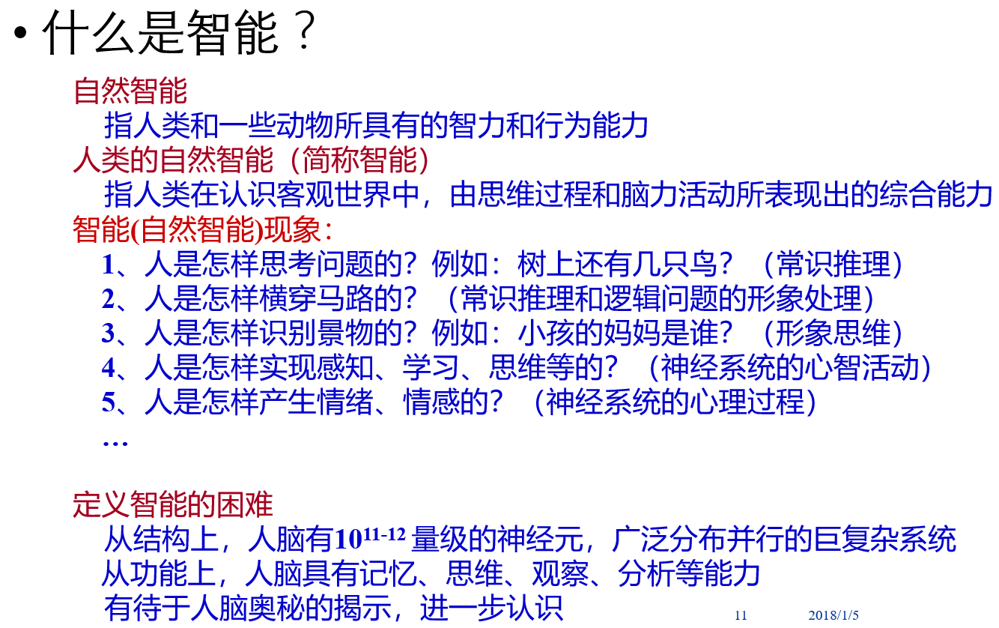 • 什么是智能？
自然智能
指人类和一些动物所具有的智力和行为能力
人类的自然智能（简称智能）
指人类在认识客观世界中，由思维过程和脑力活动所表现出的综合能力
智能(自然智能)现象：
1、人是怎样思考问题的？例如：树上还有几只鸟？（常识推理）
2、人是怎样横穿马路的？（常识推理和逻辑问题的形象处理）
3、人是怎样识别景物的？例如：小孩的妈妈是谁？（形象思维）
4、人是怎样实现感知、学习、思维等的？（神经系统的心智活动）
5、人是怎样产生情绪、情感的？（神经系统的心理过程）
…
定义智能的困难
从结构上，人脑有10¹¹⁻¹² 量级的神经元，广泛分布并行的巨复杂系统
从功能上，人脑具有记忆、思维、观察、分析等能力
有待于人脑奥秘的揭示，进一步认识
11 2018/1/5